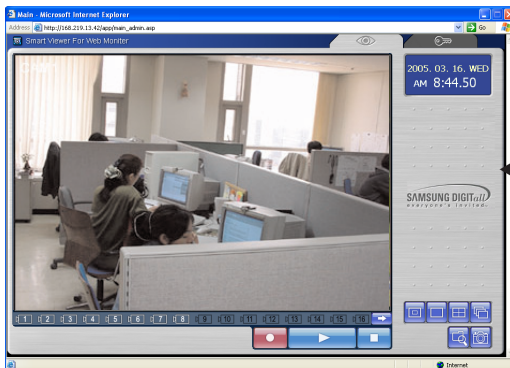 Main - Microsoft Internet Explorer
Address http://168.219.13.42/app/main_admin.asp Go
Smart Viewer For Web Moniter
2005. 03. 16. WED
AM 8:44.50
SAMSUNG DIGITall
everyone's invited™
1 2 3 4 5 6 7 8 9 10 11 12 13 14 15 16
Internet